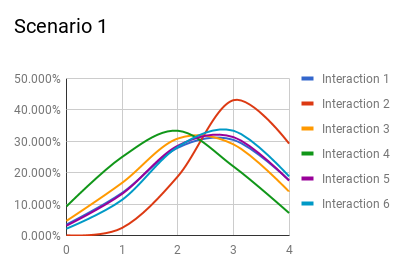 Scenario 1
50.000%
40.000%
30.000%
20.000%
10.000%
0.000%
0 1 2 3 4
Interaction 1
Interaction 2
Interaction 3
Interaction 4
Interaction 5
Interaction 6